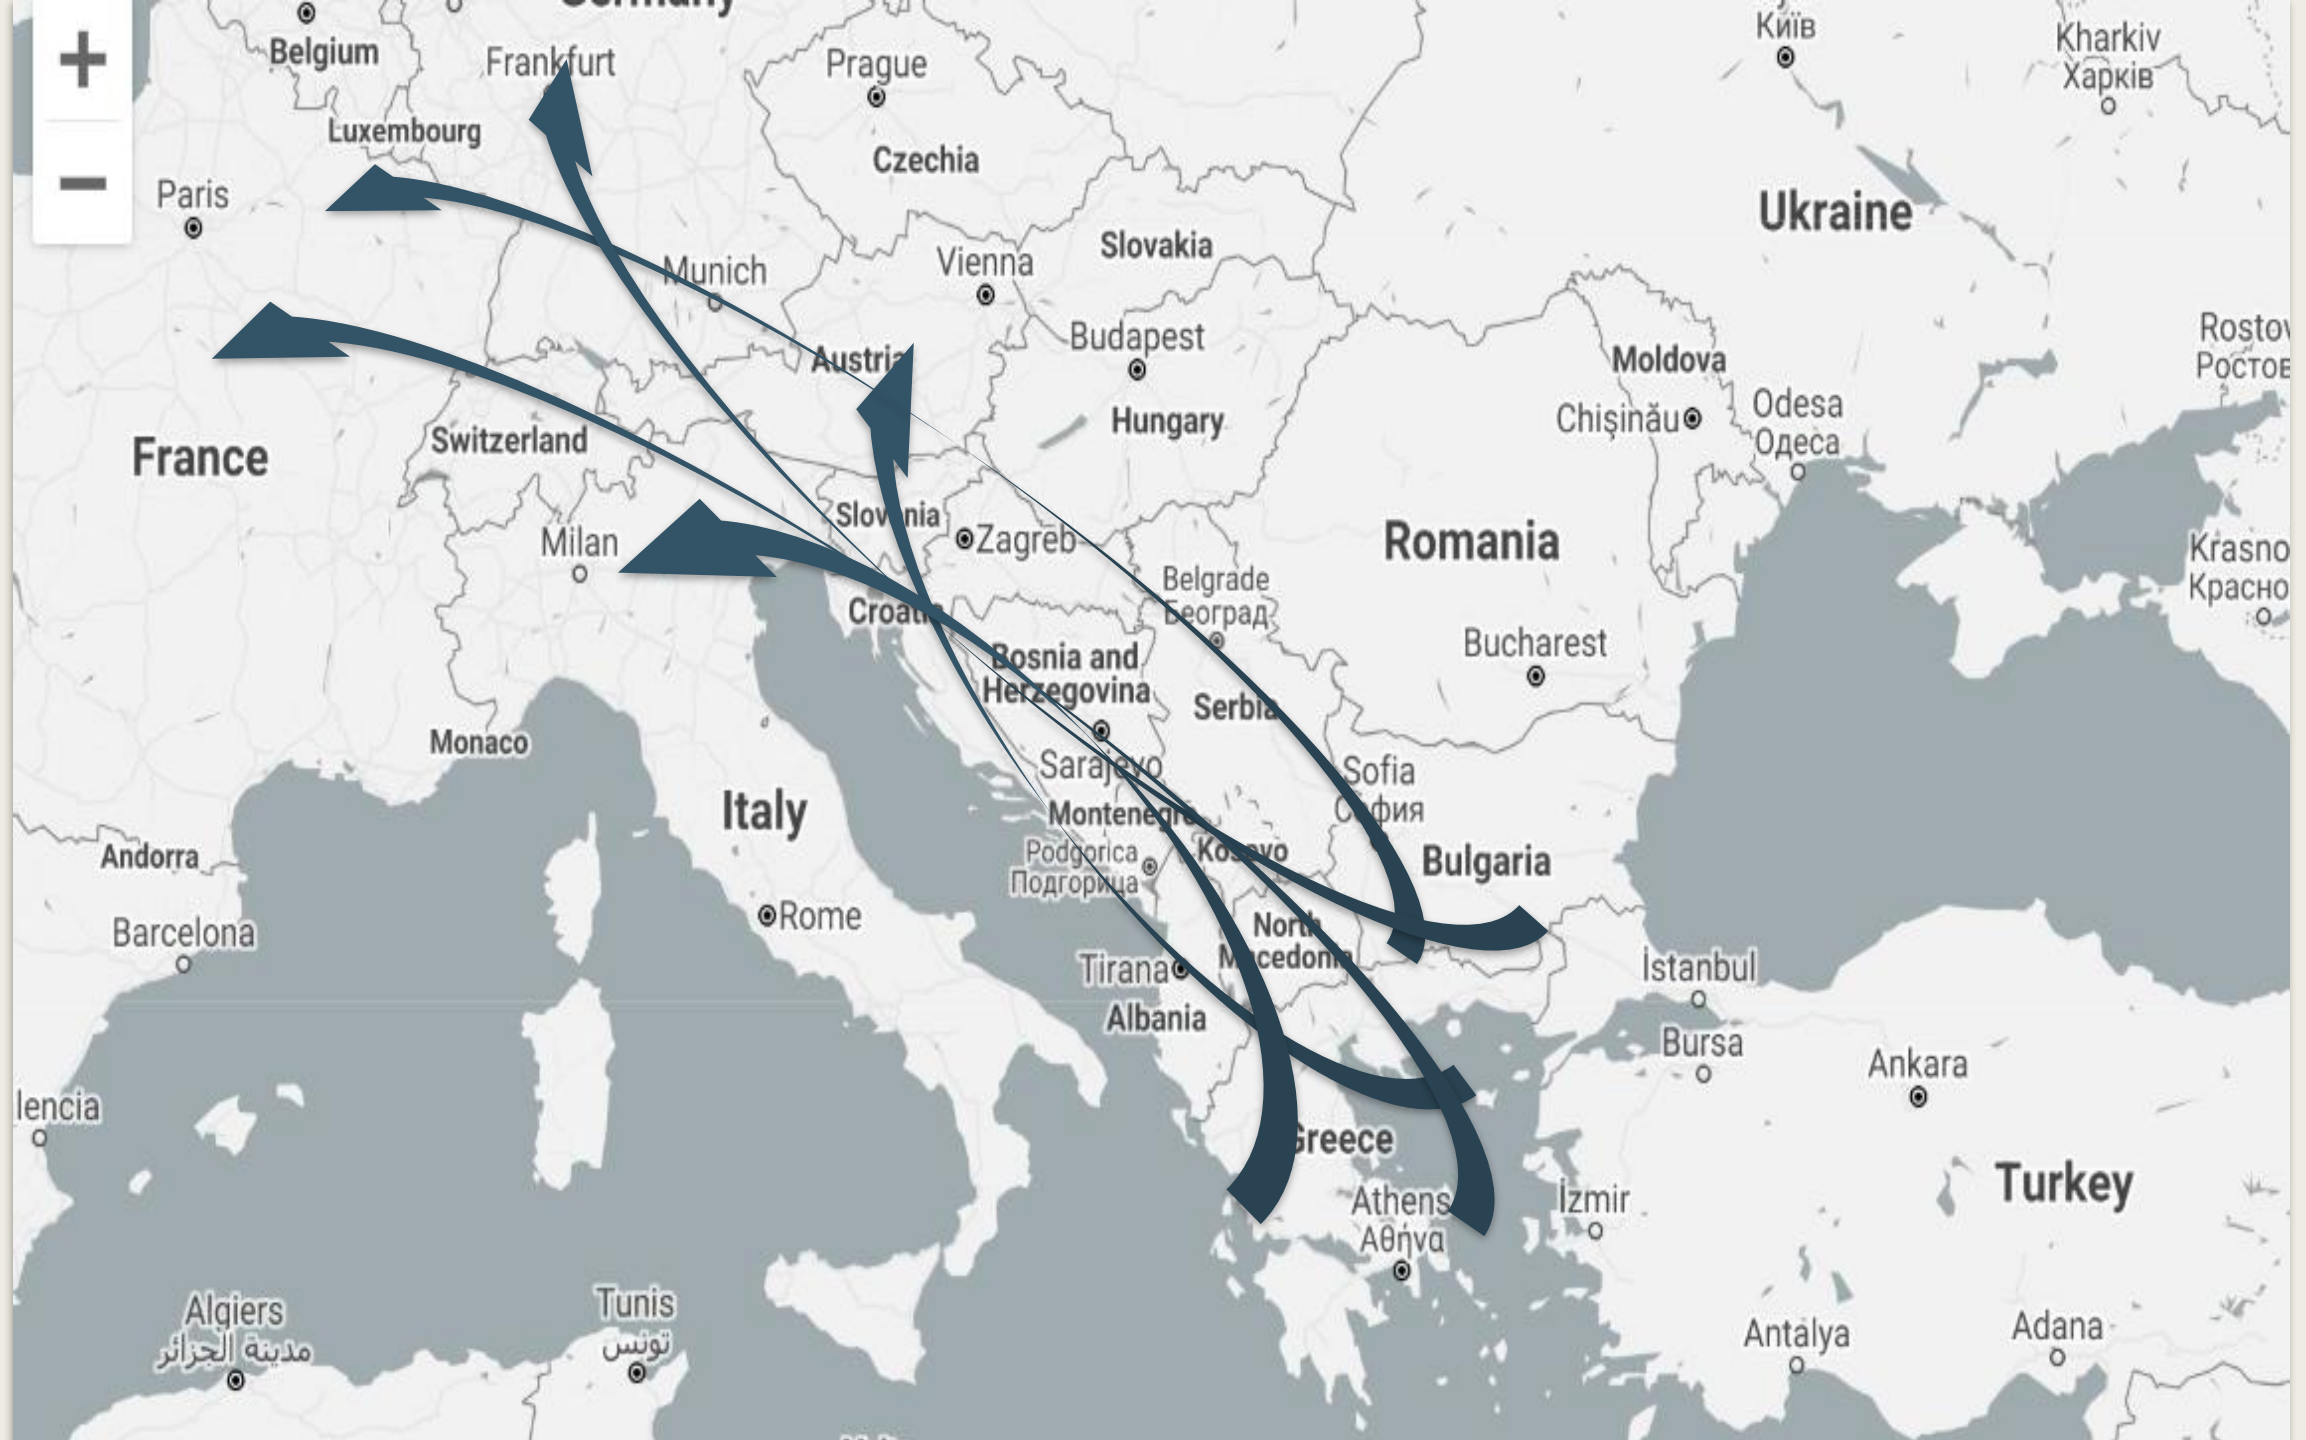 Germany
Київ
Kharkiv
Харків
Belgium
Frankfurt
Prague
Luxembourg
Czechia
Paris
Ukraine
Munich
Vienna
Slovakia
Budapest
Austria
Moldova
Rostov
Ростов
Hungary
Chișinău
Odesa
Одеса
France
Switzerland
Slovenia
Zagreb
Milan
Romania
Krasno
Красно
Belgrade
Београд
Croatia
Bosnia and
Herzegovina
Bucharest
Serbia
Monaco
Sarajevo
Sofia
София
Italy
Montenegro
Andorra
Podgorica
Подгорица
Kosovo
Bulgaria
Barcelona
Rome
North
Macedonia
Tirana
İstanbul
Albania
Bursa
Ankara
lencia
Greece
Turkey
Athens
Αθήνα
İzmir
Algiers
مدينة الجزائر
Tunis
تونس
Antalya
Adana